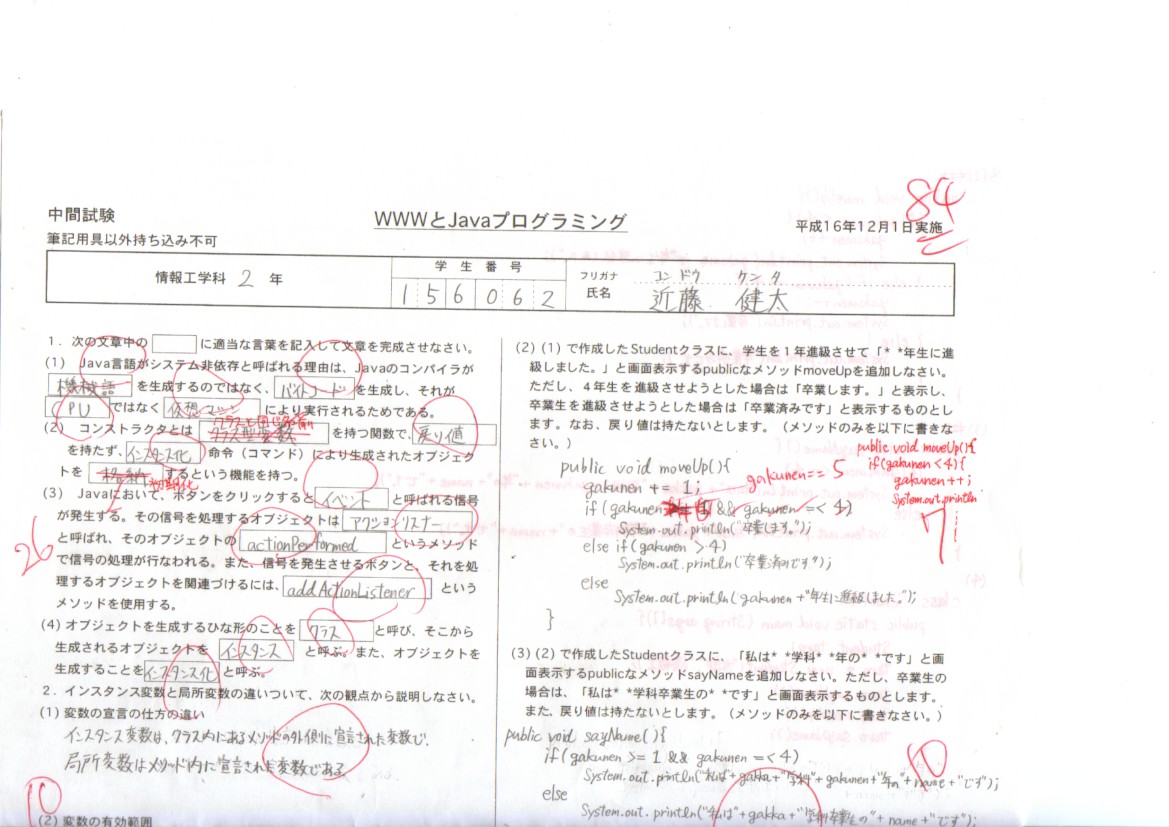 84
中間試験
WWWとJavaプログラミング
平成16年12月1日実施
筆記用具以外持ち込み不可
情報工学科 2 年
学生番号
156062
フリガナ コンドウ ケンタ
氏名 近藤 健太
1．次の文章中の に適当な言葉を記入して文章を完成させなさい。
(1) Java言語がシステム非依存と呼ばれる理由は、Javaのコンパイラが
機械語 を生成するのではなく、バイトコード を生成し、それが
CPU ではなく 仮想マシン により実行されるためである。
クラスと同じ名前
(2) コンストラクタとは クラス型変数 を持つ関数で、戻り値
を持たず、インスタンス化 命令（コマンド）により生成されたオブジェク
トを 格納 するという機能を持つ。
初期化
(3) Javaにおいて、ボタンをクリックすると イベント と呼ばれる信号
が発生する。その信号を処理するオブジェクトは アクションリスナー
と呼ばれ、そのオブジェクトの actionPerformed というメソッド
で信号の処理が行なわれる。また、信号を発生させるボタンと、それを処
理するオブジェクトを関連づけるには、addActionListener という
メソッドを使用する。
26
(4) オブジェクトを生成するひな形のことを クラス と呼び、そこから
生成されるオブジェクトを インスタンス と呼ぶ。また、オブジェクトを
生成することを インスタンス化 と呼ぶ。
2．インスタンス変数と局所変数の違いついて、次の観点から説明しなさい。
(1) 変数の宣言の仕方の違い
インスタンス変数は、クラス内にあるメソッドの外側に宣言された変数で、
局所変数はメソッド内に宣言された変数である
10
(2) 変数の有効範囲
(2) (1) で作成したStudentクラスに、学生を１年進級させて「＊＊年生に進
級しました。」と画面表示するpublicなメソッドmoveUpを追加しなさい。
ただし、４年生を進級させようとした場合は「卒業します。」と表示し、
卒業生を進級させようとした場合は「卒業済みです」と表示するものとし
ます。なお、戻り値は持たないとします。（メソッドのみを以下に書きな
さい。）
public void moveUp(){
gakunen += 1;
if (gakunen && gakunen =< 4)
System.out.println("卒業します。");
else if(gakunen >4)
System.out.println("卒業済みです");
else
System.out.println(gakunen+"年生に進級しました。");
}
gakunen== 5
public void moveUp(){
if(gakunen<4){
gakunen++;
System.out.println
7
(3) (2) で作成したStudentクラスに、「私は＊＊学科＊＊年の＊＊です」と画
面表示するpublicなメソッドsayNameを追加しなさい。ただし、卒業生の
場合は、「私は＊＊学科卒業生の＊＊です」と画面表示するものとします。
また、戻り値は持たないとします。（メソッドのみを以下に書きなさい。）
public void sayName(){
if(gakunen >= 1 && gakunen =<4)
System.out.println("私は"+gakka+"学科"+gakunen+"年の"+name+"です");
else
System.out.println("私は"+gakka+"学科卒業生の"+name+"です");
10